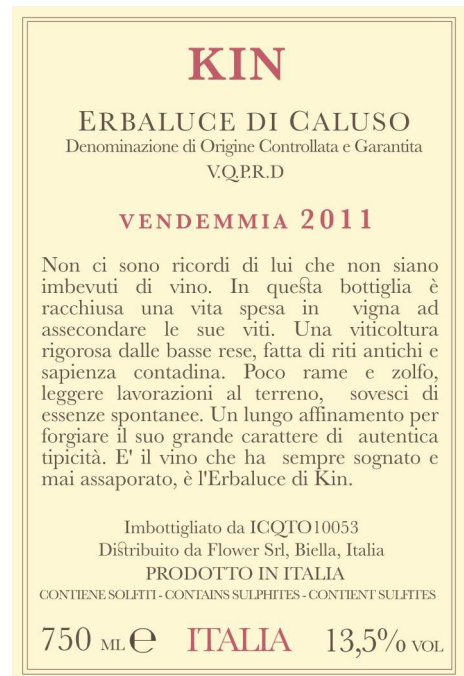 KIN
ERBALUCE DI CALUSO
Denominazione di Origine Controllata e Garantita
V.Q.P.R.D
VENDEMMIA 2011
Non ci sono ricordi di lui che non siano
imbevuti di vino. In questa bottiglia è
racchiusa una vita spesa in vigna ad
assecondare le sue viti. Una viticoltura
rigorosa dalle basse rese, fatta di riti antichi e
sapienza contadina. Poco rame e zolfo,
leggere lavorazioni al terreno, sovesci di
essenze spontanee. Un lungo affinamento per
forgiare il suo grande carattere di autentica
tipicità. E' il vino che ha sempre sognato e
mai assaporato, è l'Erbaluce di Kin.
Imbottigliato da ICQTO10053
Distribuito da Flower Srl, Biella, Italia
PRODOTTO IN ITALIA
CONTIENE SOLFITI - CONTAINS SULPHITES - CONTIENT SULFITES
750 ML ℮ ITALIA 13,5% VOL